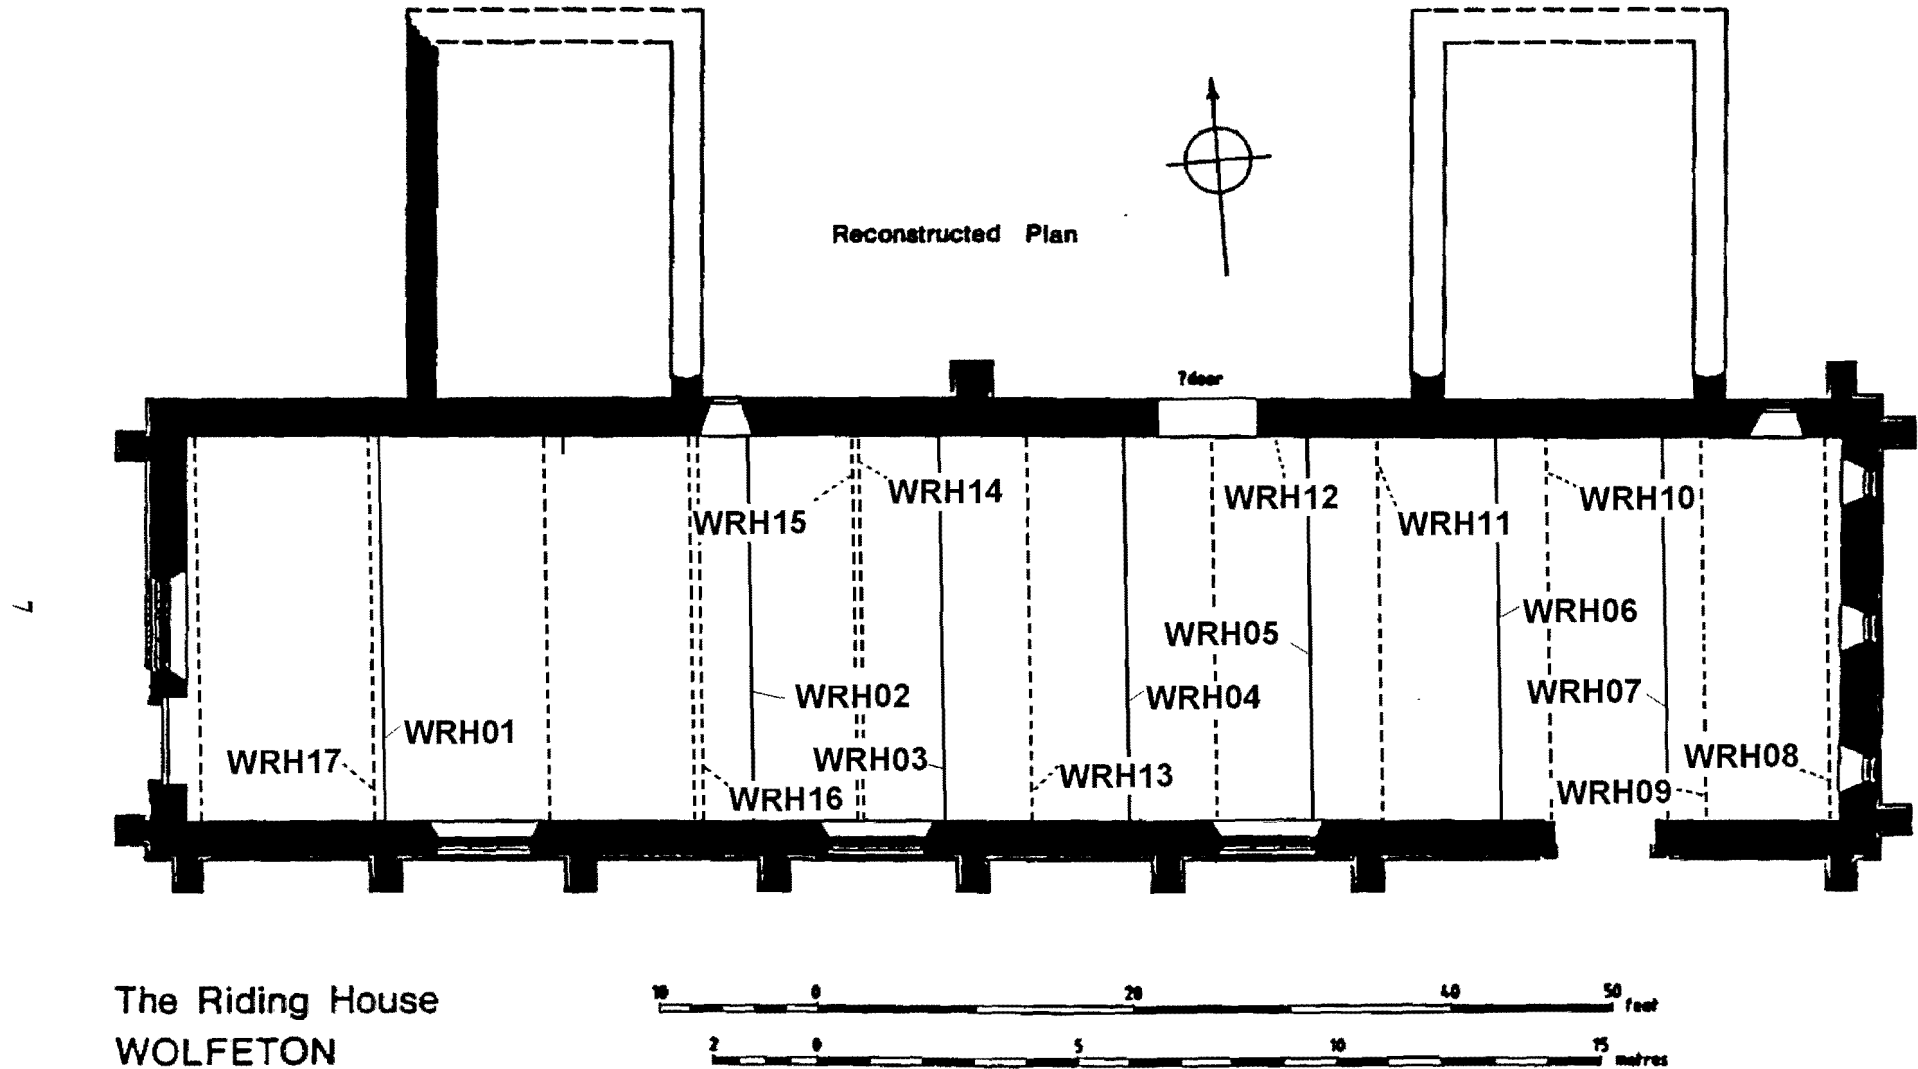 Reconstructed Plan
?door
WRH14
WRH12
WRH10
WRH15
WRH11
WRH06
WRH05
WRH02
WRH04
WRH07
WRH01
WRH17
WRH03
WRH13
WRH08
WRH16
WRH09
7
The Riding House
WOLFETON
10 0 20 40 50 feet
2 0 5 10 15 metres